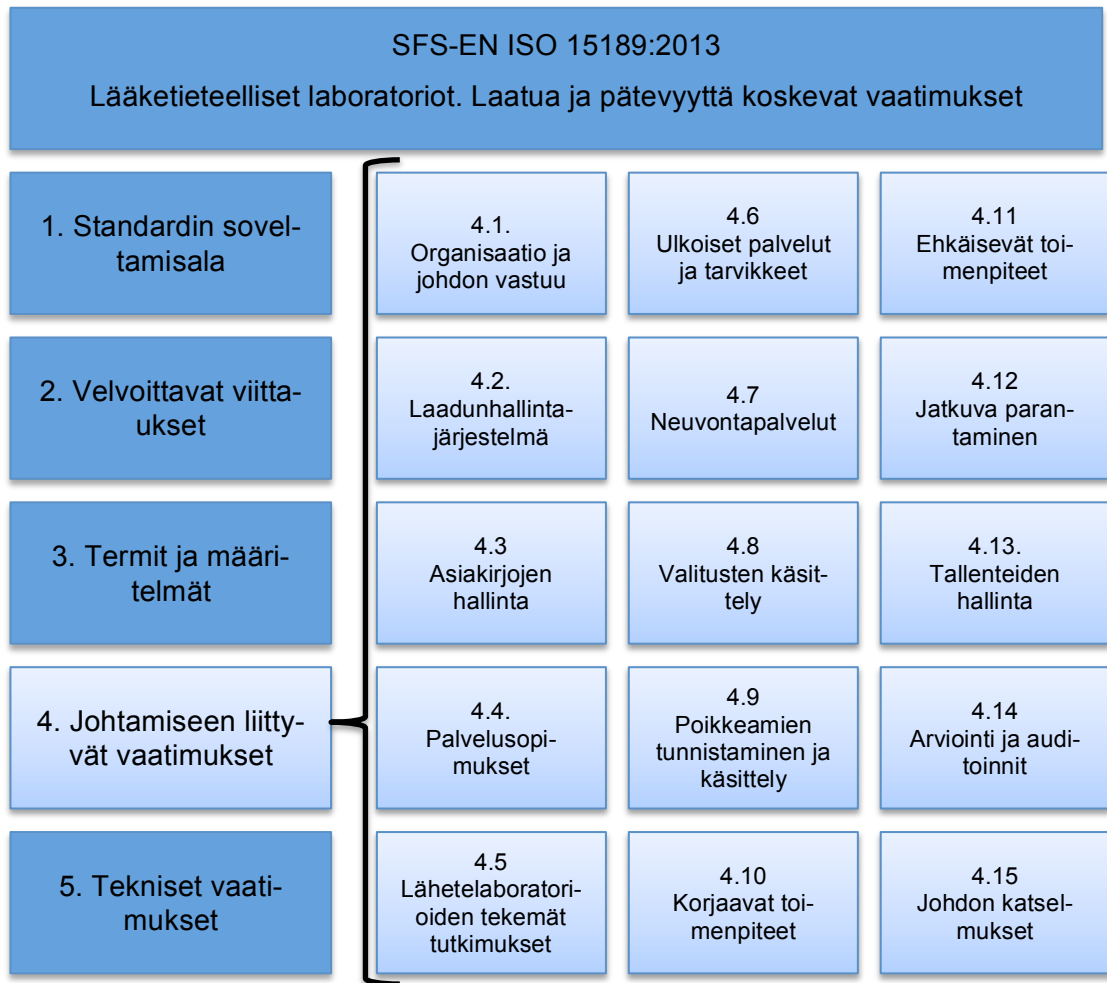 SFS-EN ISO 15189:2013
Lääketieteelliset laboratoriot. Laatua ja pätevyyttä koskevat vaatimukset
1. Standardin sovel-
tamisala
2. Velvoittavat viitta-
ukset
3. Termit ja määri-
telmät
4. Johtamiseen liitty-
vät vaatimukset
5. Tekniset vaati-
mukset
4.1.
Organisaatio ja
johdon vastuu
4.2.
Laadunhallinta-
järjestelmä
4.3
Asiakirjojen
hallinta
4.4.
Palvelusopi-
mukset
4.5
Lähetelaboratori-
oiden tekemät
tutkimukset
4.6
Ulkoiset palvelut
ja tarvikkeet
4.7
Neuvontapalvelut
4.8
Valitusten käsit-
tely
4.9
Poikkeamien
tunnistaminen ja
käsittely
4.10
Korjaavat toi-
menpiteet
4.11
Ehkäisevät toi-
menpiteet
4.12
Jatkuva paran-
taminen
4.13.
Tallenteiden
hallinta
4.14
Arviointi ja audi-
toinnit
4.15
Johdon katsel-
mukset